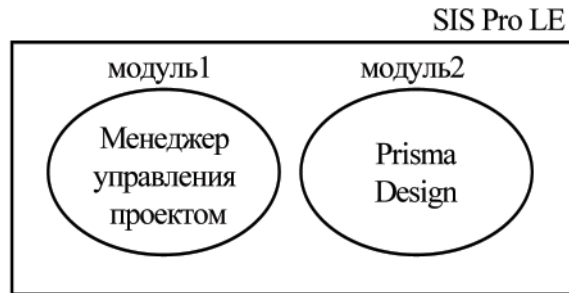 SIS Pro LE
модуль1
модуль2
Менеджер
управления
проектом
Prisma
Design